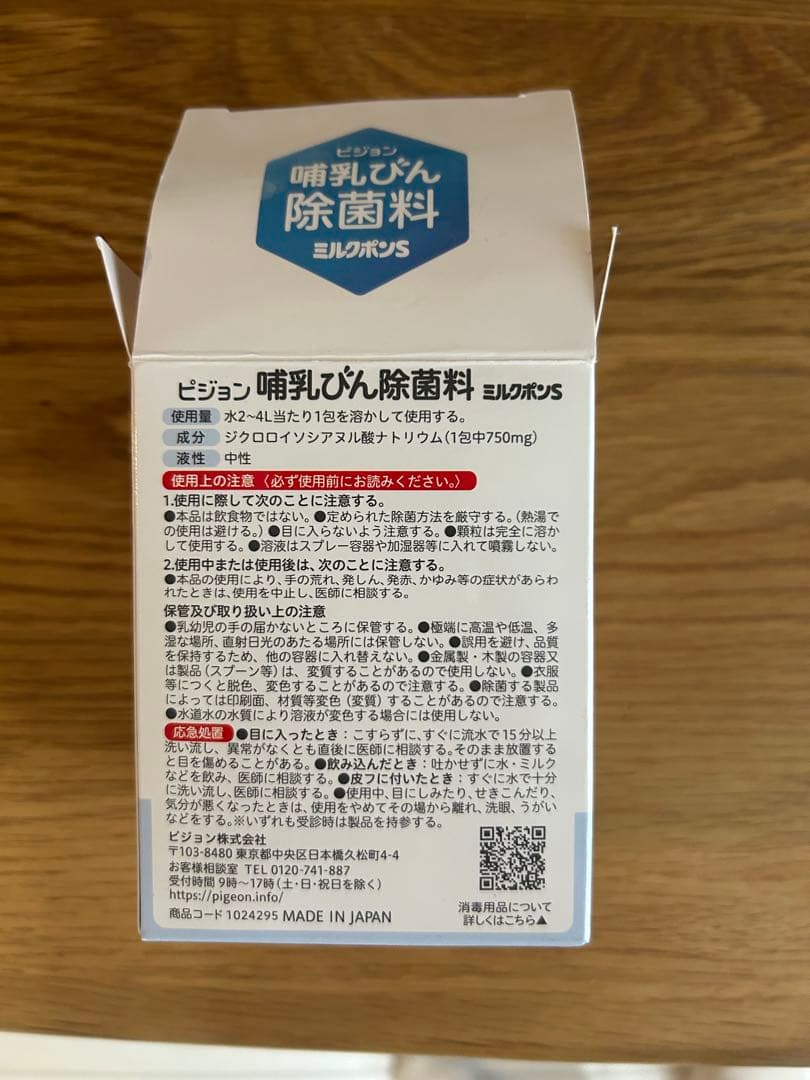 ピジョン
哺乳びん
除菌料
ミルクポンS
ピジョン 哺乳びん除菌料 ミルクポンS
使用量 水2~4L当たり1包を溶かして使用する。
成分 ジクロロイソシアヌル酸ナトリウム(1包中750mg)
液性 中性
使用上の注意〈必ず使用前にお読みください。〉
1.使用に際して次のことに注意する。
●本品は飲食物ではない。●定められた除菌方法を厳守する。(熱湯で
の使用は避ける。)●目に入らないよう注意する。●顆粒は完全に溶か
して使用する。●溶液はスプレー容器や加湿器等に入れて噴霧しない。
2.使用中または使用後は、次のことに注意する。
●本品の使用により、手の荒れ、発しん、発赤、かゆみ等の症状があらわ
れたときは、使用を中止し、医師に相談する。
保管及び取り扱い上の注意
●乳幼児の手の届かないところに保管する。●極端に高温や低温、多
湿な場所、直射日光のあたる場所には保管しない。●誤用を避け、品質
を保持するため、他の容器に入れ替えない。●金属製・木製の容器又
は製品(スプーン等)は、変質することがあるので使用しない。●衣服
等につくと脱色、変色することがあるので注意する。●除菌する製品
によっては印刷面、材質等変色(変質)することがあるので注意する。
●水道水の水質により溶液が変色する場合には使用しない。
応急処置 ●目に入ったとき:こすらずに、すぐに流水で15分以上
洗い流し、異常がなくとも直後に医師に相談する。そのまま放置する
と目を傷めることがある。●飲み込んだとき:吐かせずに水・ミルク
などを飲み、医師に相談する。●皮フに付いたとき:すぐに水で十分
に洗い流し、医師に相談する。●使用中、目にしみたり、せきこんだり、
気分が悪くなったときは、使用をやめてその場から離れ、洗眼、うがい
などをする。※いずれも受診時は製品を持参する。
ピジョン株式会社
〒103-8480 東京都中央区日本橋久松町4-4
お客様相談室 TEL 0120-741-887
受付時間 9時~17時(土・日・祝日を除く)
https://pigeon.info/
商品コード 1024295 MADE IN JAPAN
消毒用品について
詳しくはこちら▲